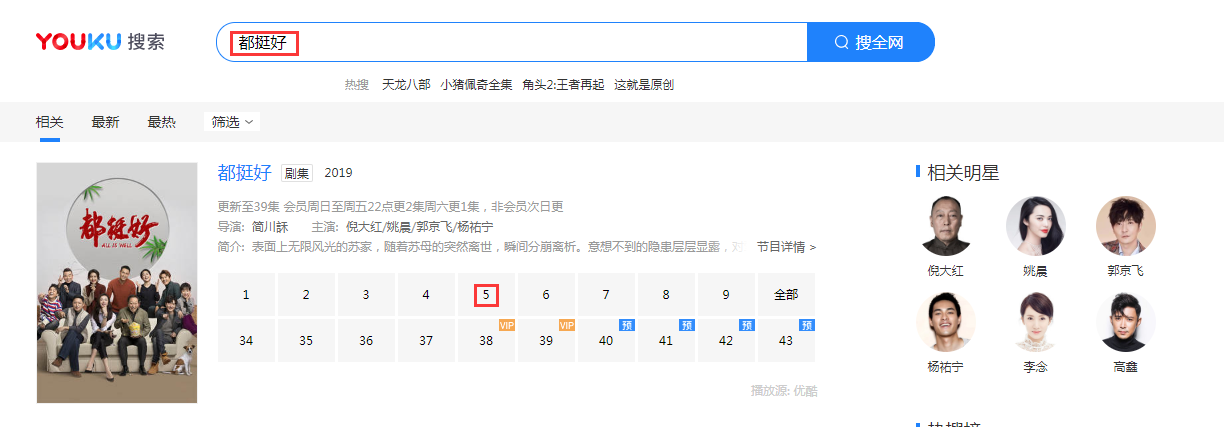 YOUKU 搜索
都挺好
搜全网
热搜 天龙八部 小猪佩奇全集 角头2:王者再起 这就是原创
相关 最新 最热 筛选
都挺好
ALL IS WELL
都挺好 剧集 2019
更新至39集 会员周日至周五22点更2集周六更1集，非会员次日更
导演: 简川訸 主演: 倪大红/姚晨/郭京飞/杨祐宁
简介: 表面上无限风光的苏家，随着苏母的突然离世，瞬间分崩离析。意想不到的隐患层层显露，对 节目详情 >
1 2 3 4 5 6 7 8 9 全部
34 35 36 37 38 VIP 39 VIP 40 预 41 预 42 预 43 预
播放源: 优酷
相关明星
倪大红 姚晨 郭京飞
杨祐宁 李念 高鑫